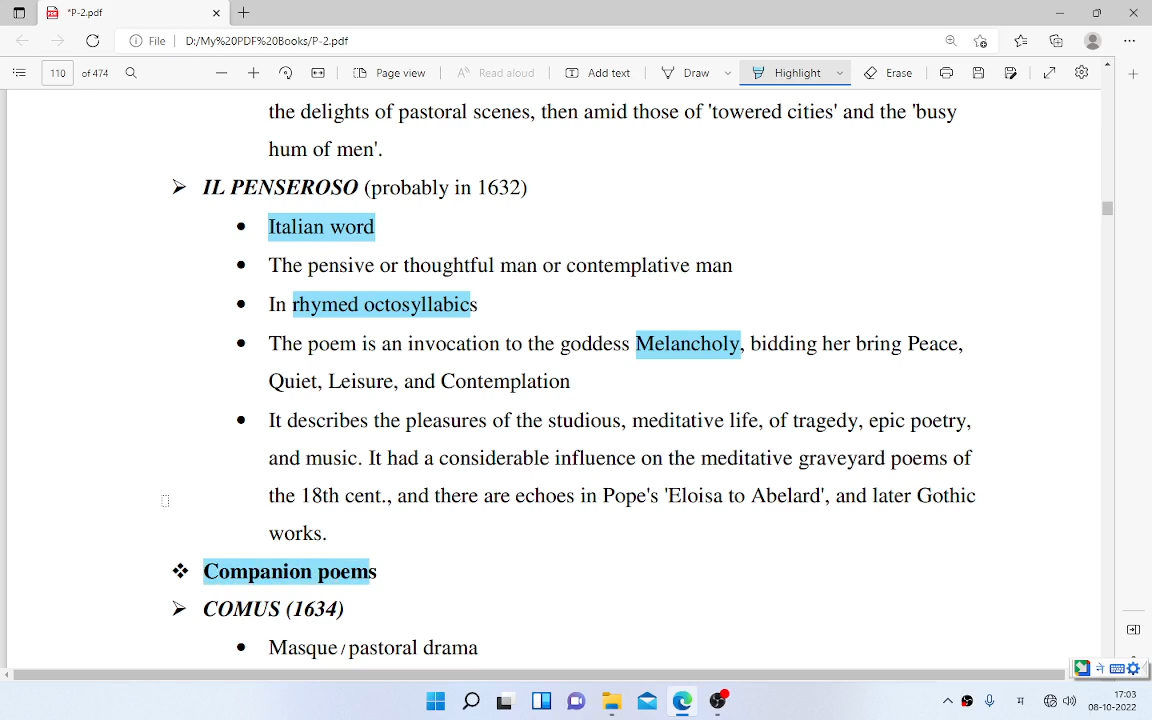 *P-2.pdf
File D:/My%20PDF%20Books/P-2.pdf
110 of 474 Page view Read aloud Add text Draw Highlight Erase
the delights of pastoral scenes, then amid those of 'towered cities' and the 'busy
hum of men'.
➢ IL PENSEROSO (probably in 1632)
• Italian word
• The pensive or thoughtful man or contemplative man
• In rhymed octosyllabics
• The poem is an invocation to the goddess Melancholy, bidding her bring Peace,
Quiet, Leisure, and Contemplation
• It describes the pleasures of the studious, meditative life, of tragedy, epic poetry,
and music. It had a considerable influence on the meditative graveyard poems of
the 18th cent., and there are echoes in Pope's 'Eloisa to Abelard', and later Gothic
works.
❖ Companion poems
➢ COMUS (1634)
• Masque / pastoral drama
ने
म
17:03
08-10-2022